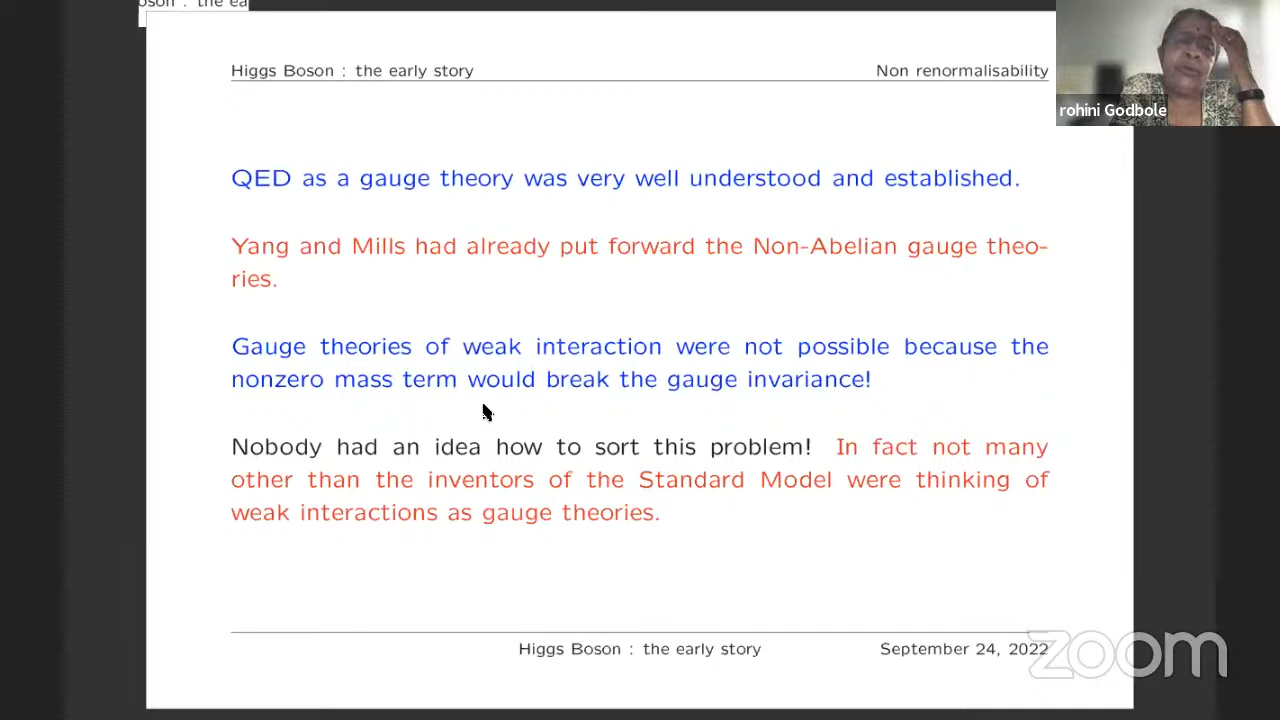 oson : the ea
Higgs Boson : the early story
Non renormalisability
rohini Godbole
QED as a gauge theory was very well understood and established.
Yang and Mills had already put forward the Non-Abelian gauge theo-
ries.
Gauge theories of weak interaction were not possible because the
nonzero mass term would break the gauge invariance!
Nobody had an idea how to sort this problem! In fact not many
other than the inventors of the Standard Model were thinking of
weak interactions as gauge theories.
Higgs Boson : the early story
September 24, 2022
zoom